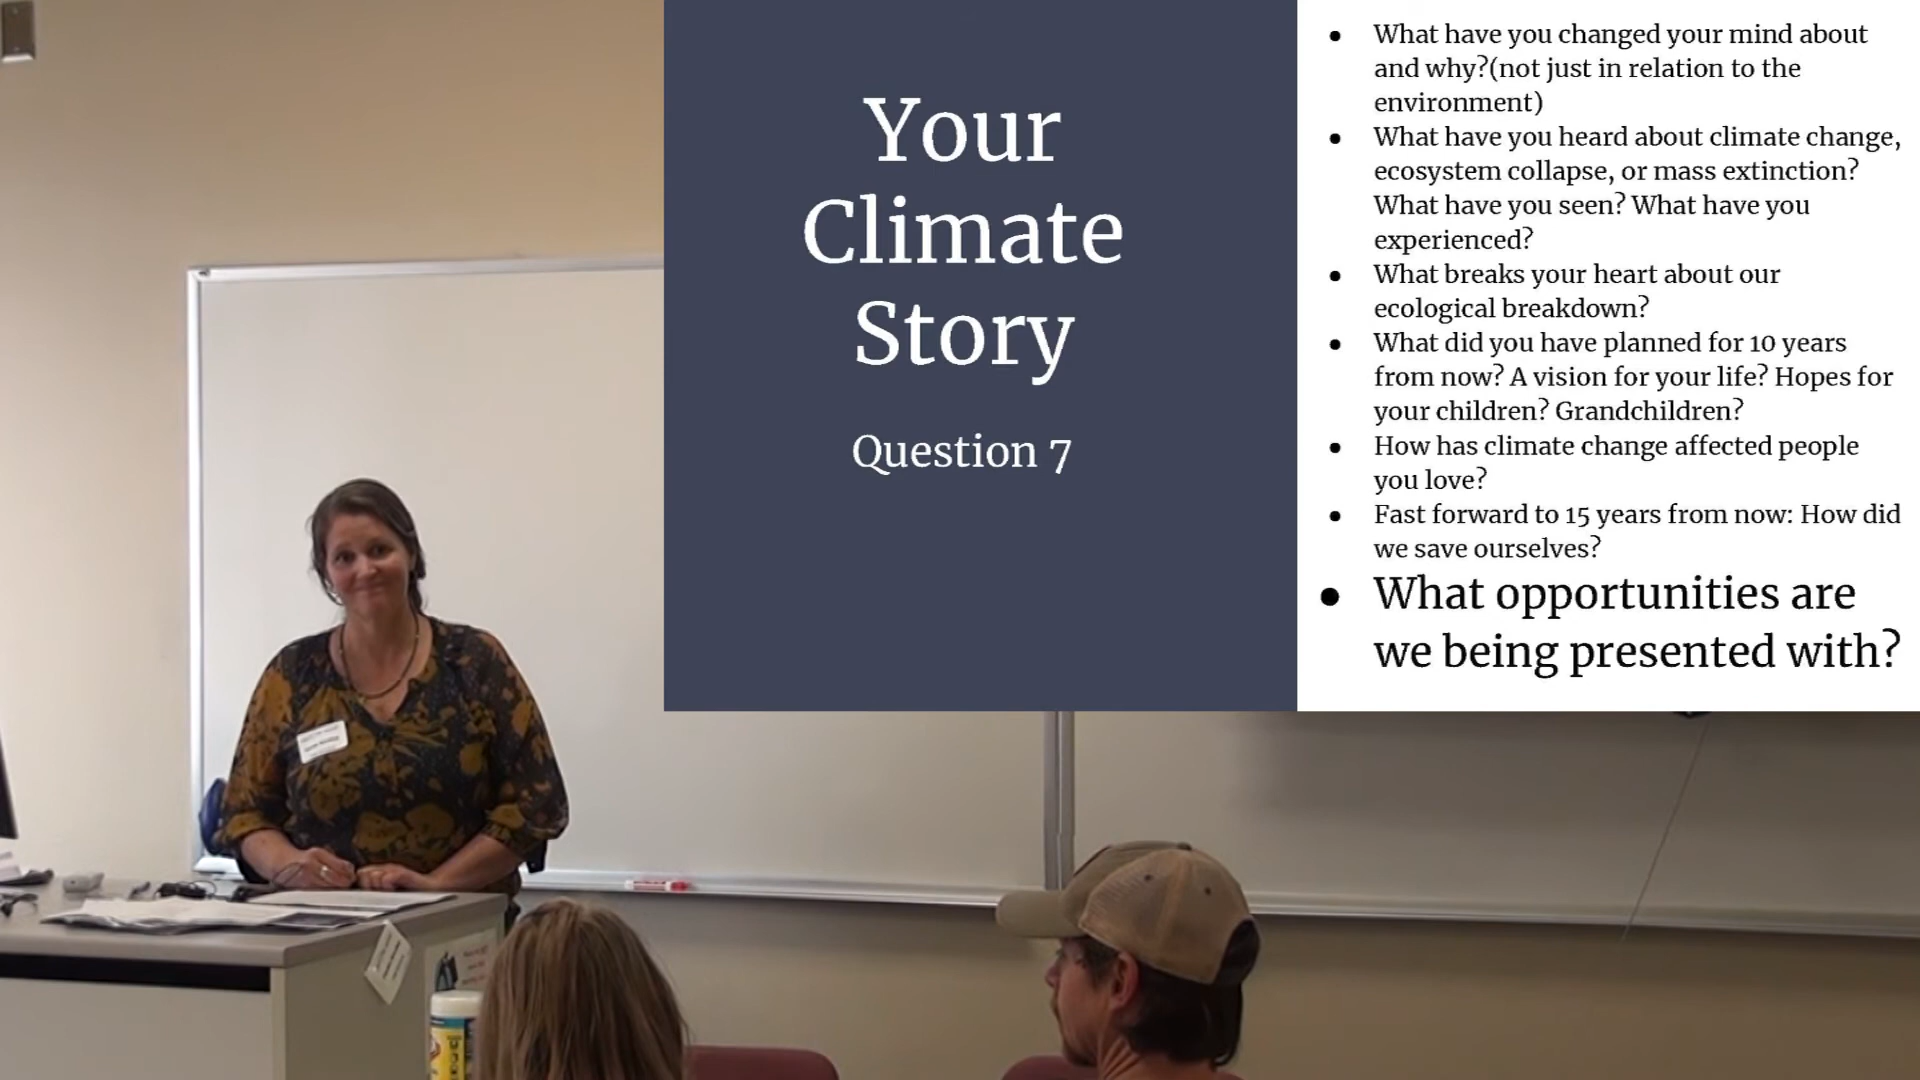 Your
Climate
Story
Question 7
● What have you changed your mind about
and why?(not just in relation to the
environment)
● What have you heard about climate change,
ecosystem collapse, or mass extinction?
What have you seen? What have you
experienced?
● What breaks your heart about our
ecological breakdown?
● What did you have planned for 10 years
from now? A vision for your life? Hopes for
your children? Grandchildren?
● How has climate change affected people
you love?
● Fast forward to 15 years from now: How did
we save ourselves?
● What opportunities are
we being presented with?